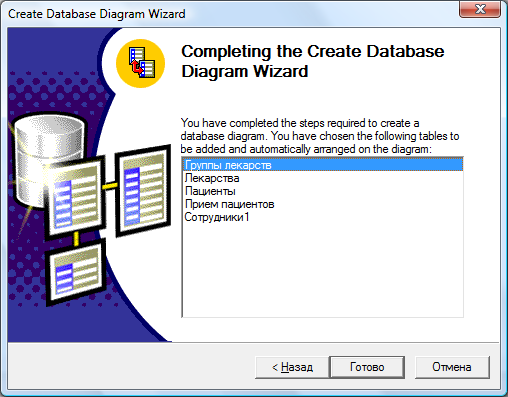 Create Database Diagram Wizard
Completing the Create Database
Diagram Wizard
You have completed the steps required to create a
database diagram. You have chosen the following tables to
be added and automatically arranged on the diagram:
Группы лекарств
Лекарства
Пациенты
Прием пациентов
Сотрудники1
< Назад
Готово
Отмена